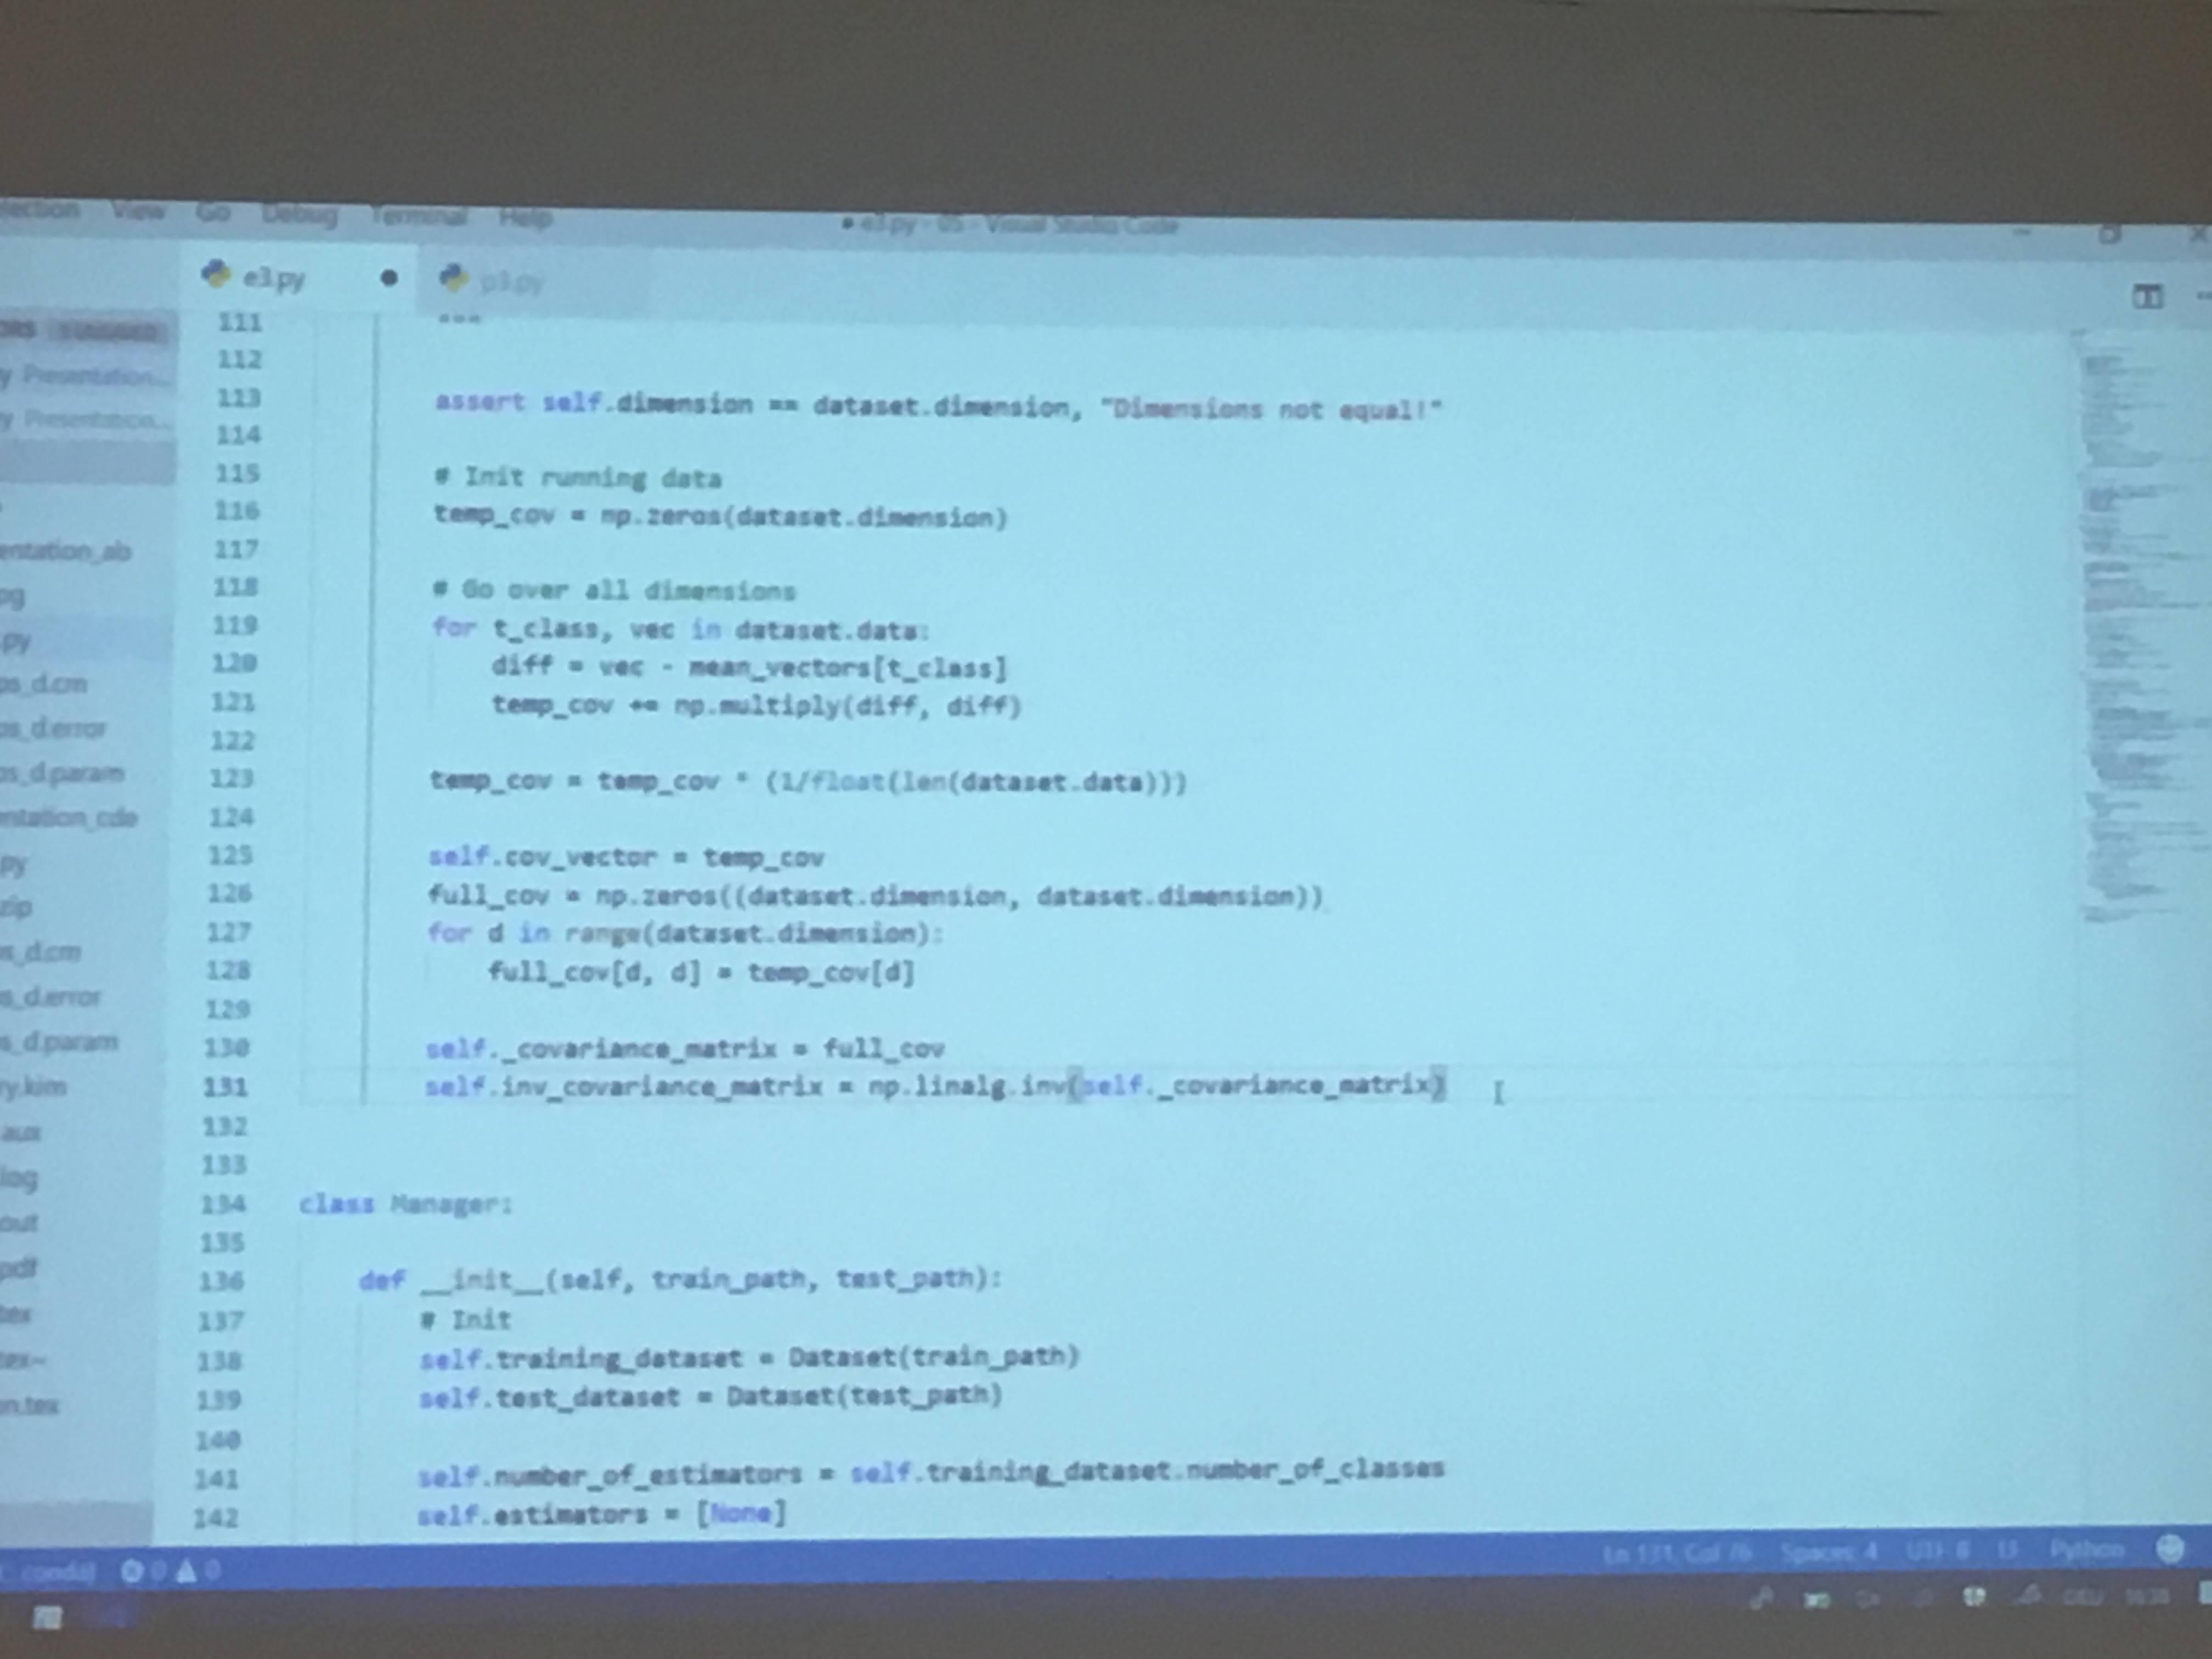 View Go Debug Terminal Help
e3.py - 05 - Visual Studio Code
e3.py
p3.py
Presentation...
Presentation...
entation_ab
pg
.py
os_d.cm
os_d.error
os_d.param
entation_cde
py
zip
s_d.cm
s_d.error
s_d.param
ry.kim
aux
log
out
pdf
tex
tex~
n.tex
111 """
112
113 assert self.dimension == dataset.dimension, "Dimensions not equal!"
114
115 # Init running data
116 temp_cov = np.zeros(dataset.dimension)
117
118 # Go over all dimensions
119 for t_class, vec in dataset.data:
120 diff = vec - mean_vectors[t_class]
121 temp_cov += np.multiply(diff, diff)
122
123 temp_cov = temp_cov * (1/float(len(dataset.data)))
124
125 self.cov_vector = temp_cov
126 full_cov = np.zeros((dataset.dimension, dataset.dimension))
127 for d in range(dataset.dimension):
128 full_cov[d, d] = temp_cov[d]
129
130 self._covariance_matrix = full_cov
131 self.inv_covariance_matrix = np.linalg.inv(self._covariance_matrix)
132
133
134 class Manager:
135
136 def __init__(self, train_path, test_path):
137 # Init
138 self.training_dataset = Dataset(train_path)
139 self.test_dataset = Dataset(test_path)
140
141 self.number_of_estimators = self.training_dataset.number_of_classes
142 self.estimators = [None]
conda) 0 0
Ln 131, Col 76 Spaces: 4 UTF-8 LF Python
DEU